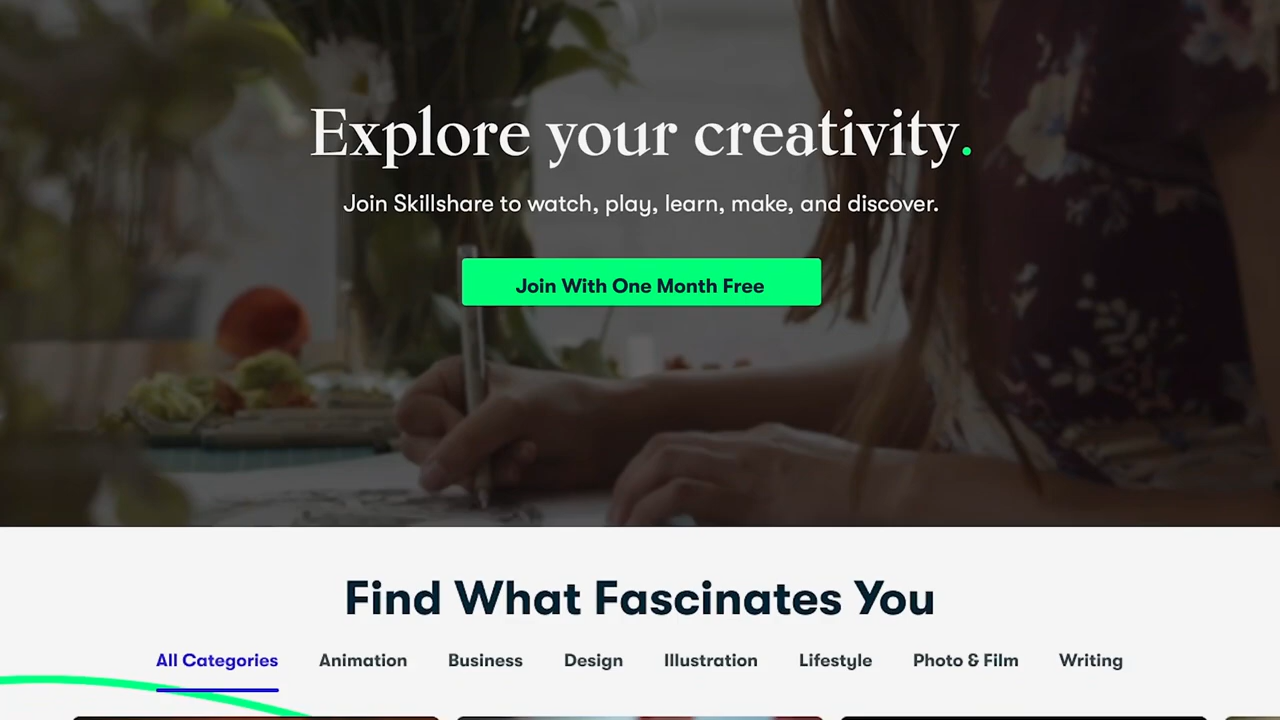 Explore your creativity.
Join Skillshare to watch, play, learn, make, and discover.
Join With One Month Free
Find What Fascinates You
All Categories Animation Business Design Illustration Lifestyle Photo & Film Writing